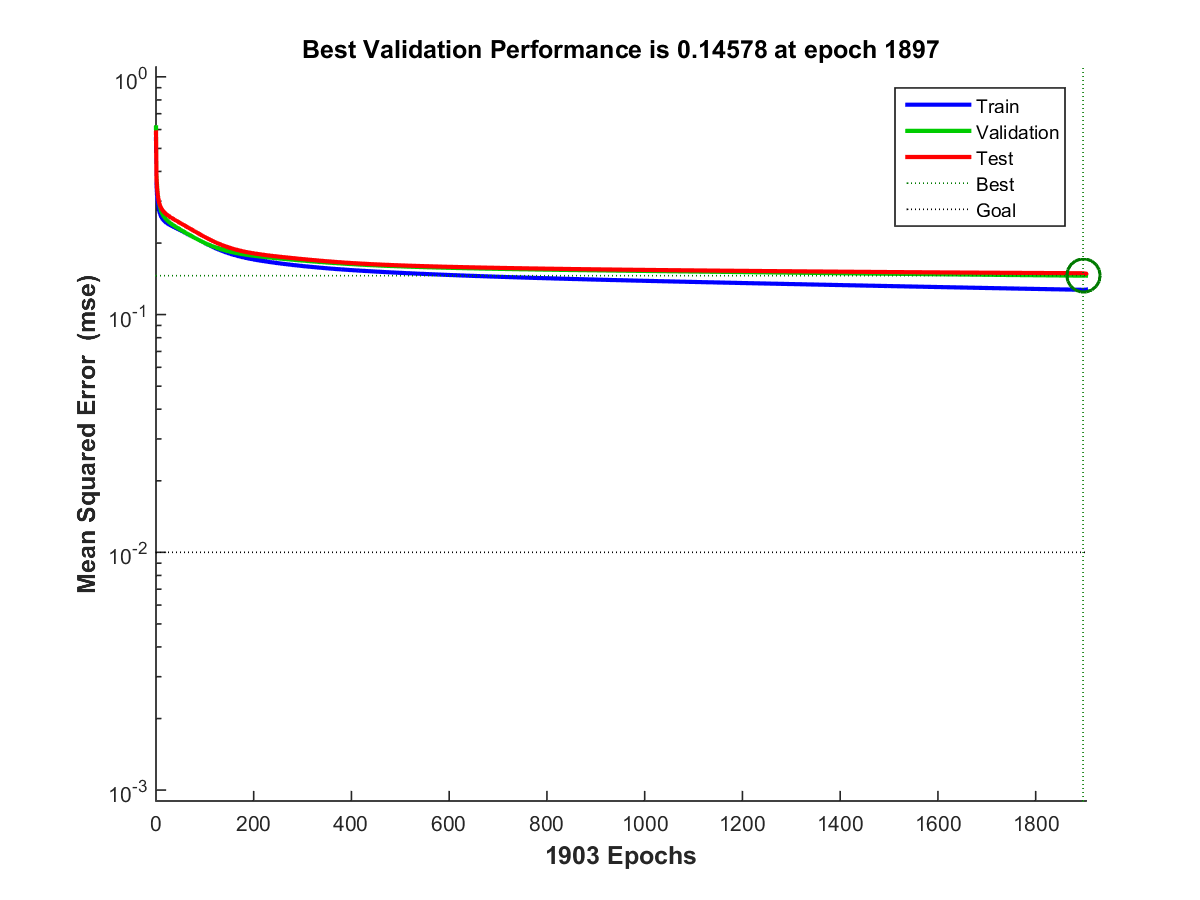 Best Validation Performance is 0.14578 at epoch 1897
10^0
10^-1
10^-2
10^-3
Mean Squared Error (mse)
Train
Validation
Test
Best
Goal
0 200 400 600 800 1000 1200 1400 1600 1800
1903 Epochs